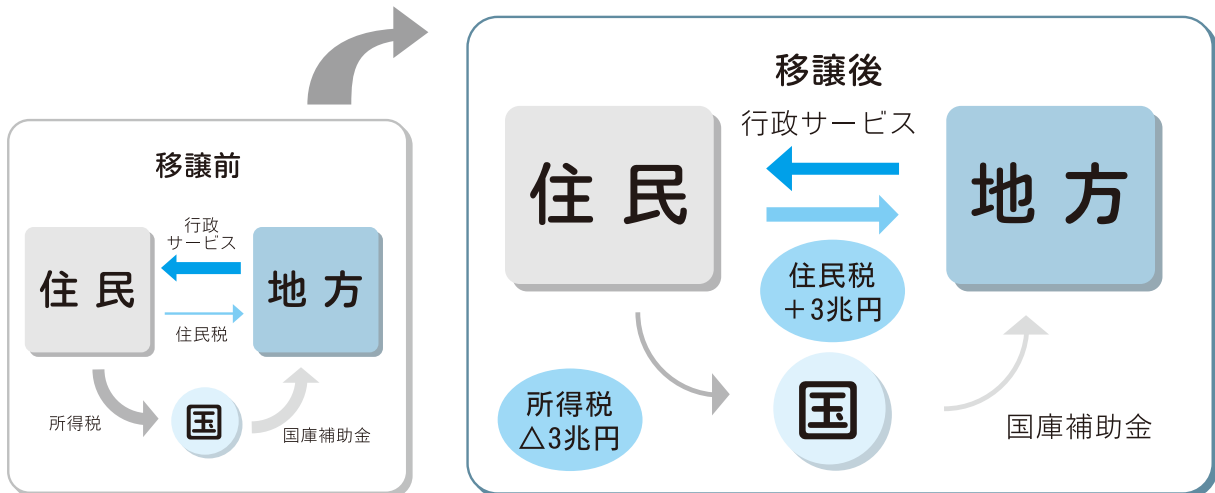 移譲前
行政
サービス
住民
地方
住民税
所得税
国
国庫補助金
移譲後
行政サービス
住民
地方
住民税
＋3兆円
所得税
△3兆円
国
国庫補助金